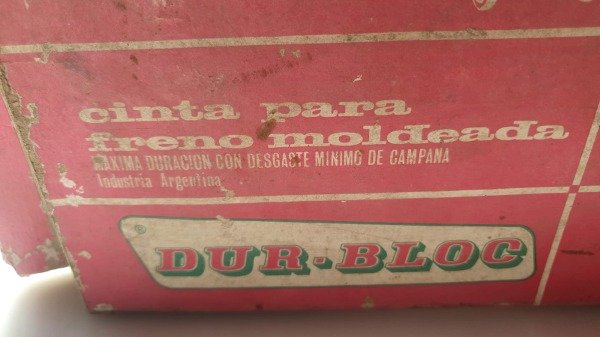 cinta para
freno moldeada
MAXIMA DURACION CON DESGASTE MINIMO DE CAMPANA
Industria Argentina
® DUR-BLOC